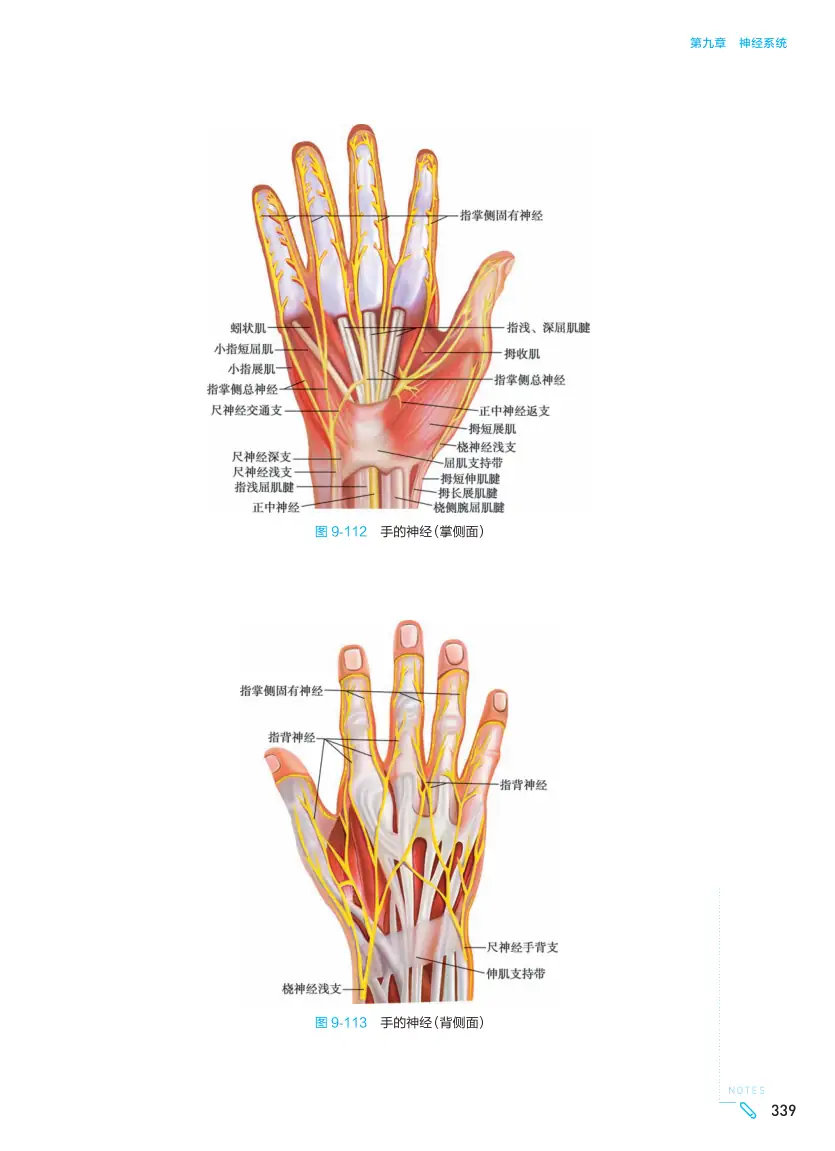 第九章 神经系统
指掌侧固有神经
蚓状肌
指浅、深屈肌腱
小指短屈肌
拇收肌
小指展肌
指掌侧总神经
指掌侧总神经
尺神经交通支
正中神经返支
拇短展肌
桡神经浅支
尺神经深支
屈肌支持带
尺神经浅支
拇短伸肌腱
指浅屈肌腱
拇长展肌腱
正中神经
桡侧腕屈肌腱
图 9-112 手的神经(掌侧面)
指掌侧固有神经
指背神经
指背神经
尺神经手背支
伸肌支持带
桡神经浅支
图 9-113 手的神经(背侧面)
NOTES
339